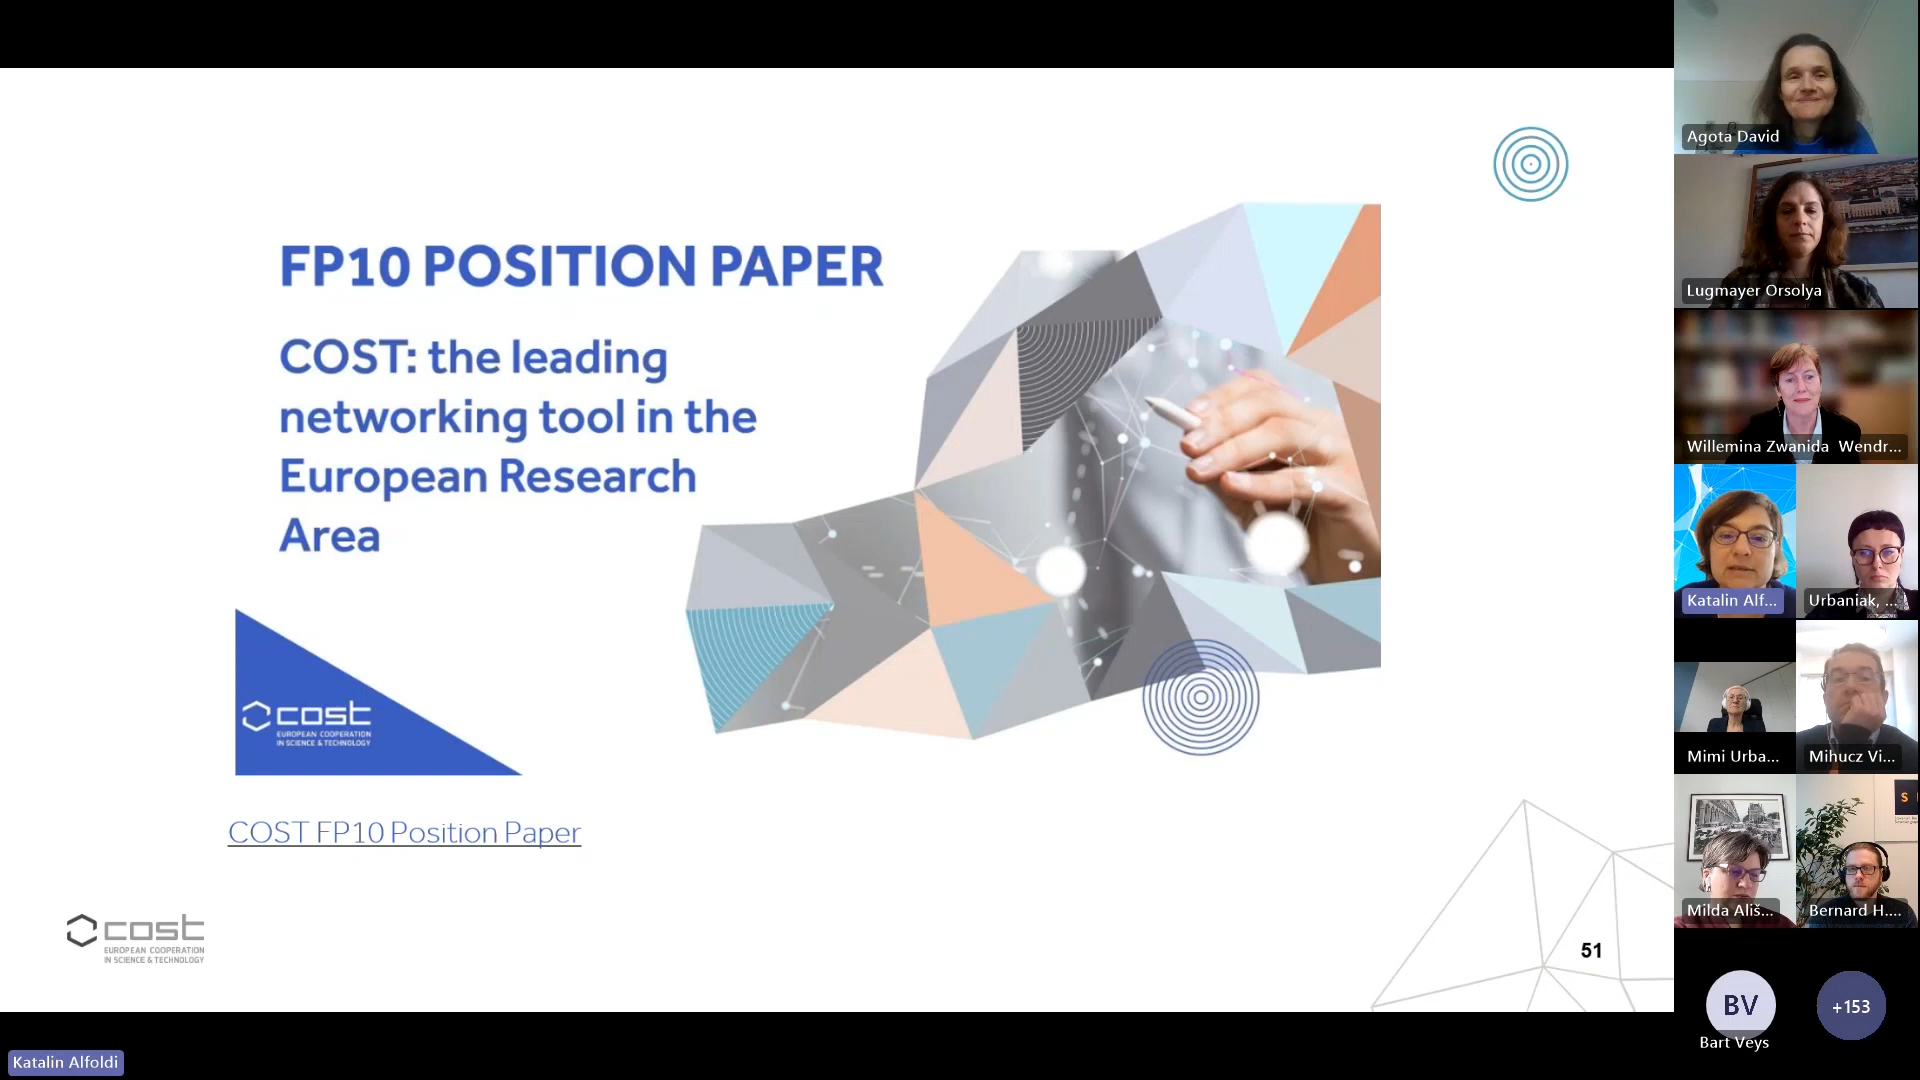 FP10 POSITION PAPER
COST: the leading
networking tool in the
European Research
Area
cost
EUROPEAN COOPERATION
IN SCIENCE & TECHNOLOGY
COST FP10 Position Paper
cost
EUROPEAN COOPERATION
IN SCIENCE & TECHNOLOGY
51
Katalin Alfoldi
Agota David
Lugmayer Orsolya
Willemina Zwanida Wendr...
Katalin Alf...
Urbaniak, ...
Mimi Urba...
Mihucz Vi...
S
Milda Ališ...
Bernard H....
BV
Bart Veys
+153